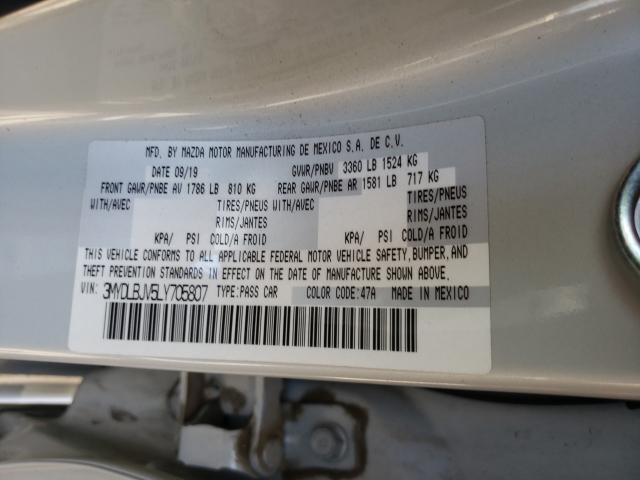 MFD. BY MAZDA MOTOR MANUFACTURING DE MEXICO S.A. DE C.V.
DATE 09/19 GVWR/PNBV 3360 LB 1524 KG
FRONT GAWR/PNBE AV 1786 LB 810 KG REAR GAWR/PNBE AR 1581 LB 717 KG
WITH/AVEC TIRES/PNEUS WITH/AVEC TIRES/PNEUS
RIMS/JANTES RIMS/JANTES
KPA/ PSI COLD/A FROID KPA/ PSI COLD/A FROID
THIS VEHICLE CONFORMS TO ALL APPLICABLE FEDERAL MOTOR VEHICLE SAFETY, BUMPER, AND
THEFT PREVENTION STANDARDS IN EFFECT ON THE DATE OF MANUFACTURE SHOWN ABOVE.
VIN: 3MYDLBJV5LY705807 TYPE:PASS CAR COLOR CODE:47A MADE IN MEXICO